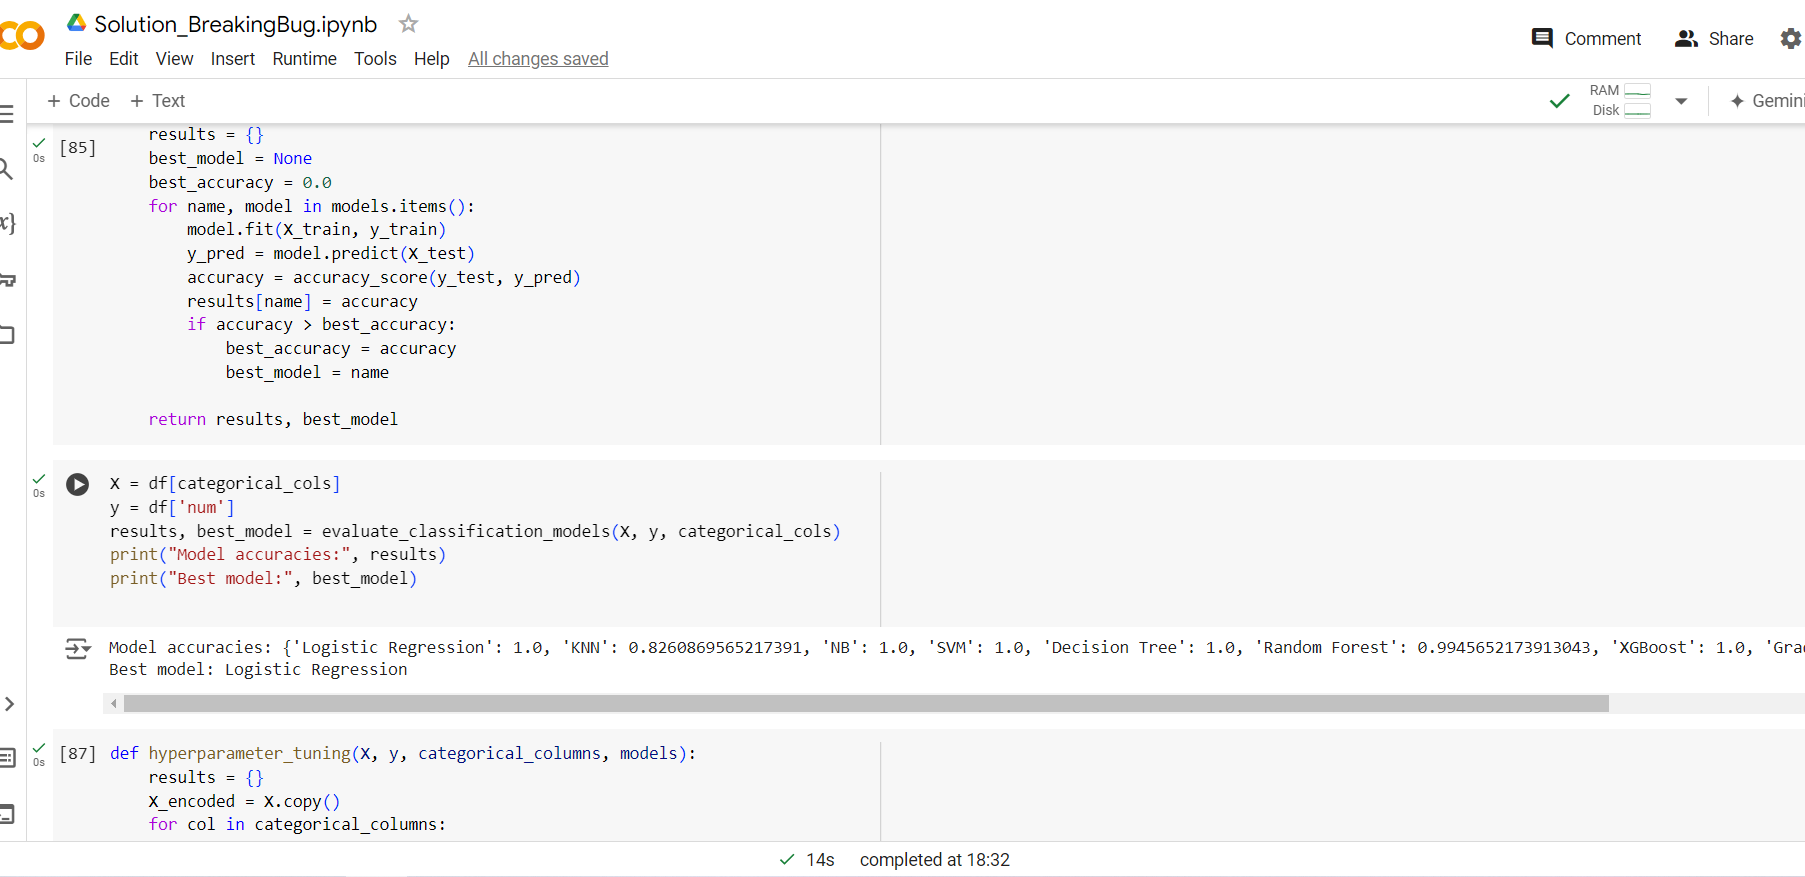 Solution_BreakingBug.ipynb
File Edit View Insert Runtime Tools Help All changes saved
Comment Share
+ Code + Text
RAM
Disk
Gemini
0s
[85]
results = {}
best_model = None
best_accuracy = 0.0
for name, model in models.items():
model.fit(X_train, y_train)
y_pred = model.predict(X_test)
accuracy = accuracy_score(y_test, y_pred)
results[name] = accuracy
if accuracy > best_accuracy:
best_accuracy = accuracy
best_model = name
return results, best_model
0s
X = df[categorical_cols]
y = df['num']
results, best_model = evaluate_classification_models(X, y, categorical_cols)
print("Model accuracies:", results)
print("Best model:", best_model)
Model accuracies: {'Logistic Regression': 1.0, 'KNN': 0.8260869565217391, 'NB': 1.0, 'SVM': 1.0, 'Decision Tree': 1.0, 'Random Forest': 0.9945652173913043, 'XGBoost': 1.0, 'Gra
Best model: Logistic Regression
0s
[87] def hyperparameter_tuning(X, y, categorical_columns, models):
results = {}
X_encoded = X.copy()
for col in categorical_columns:
14s completed at 18:32